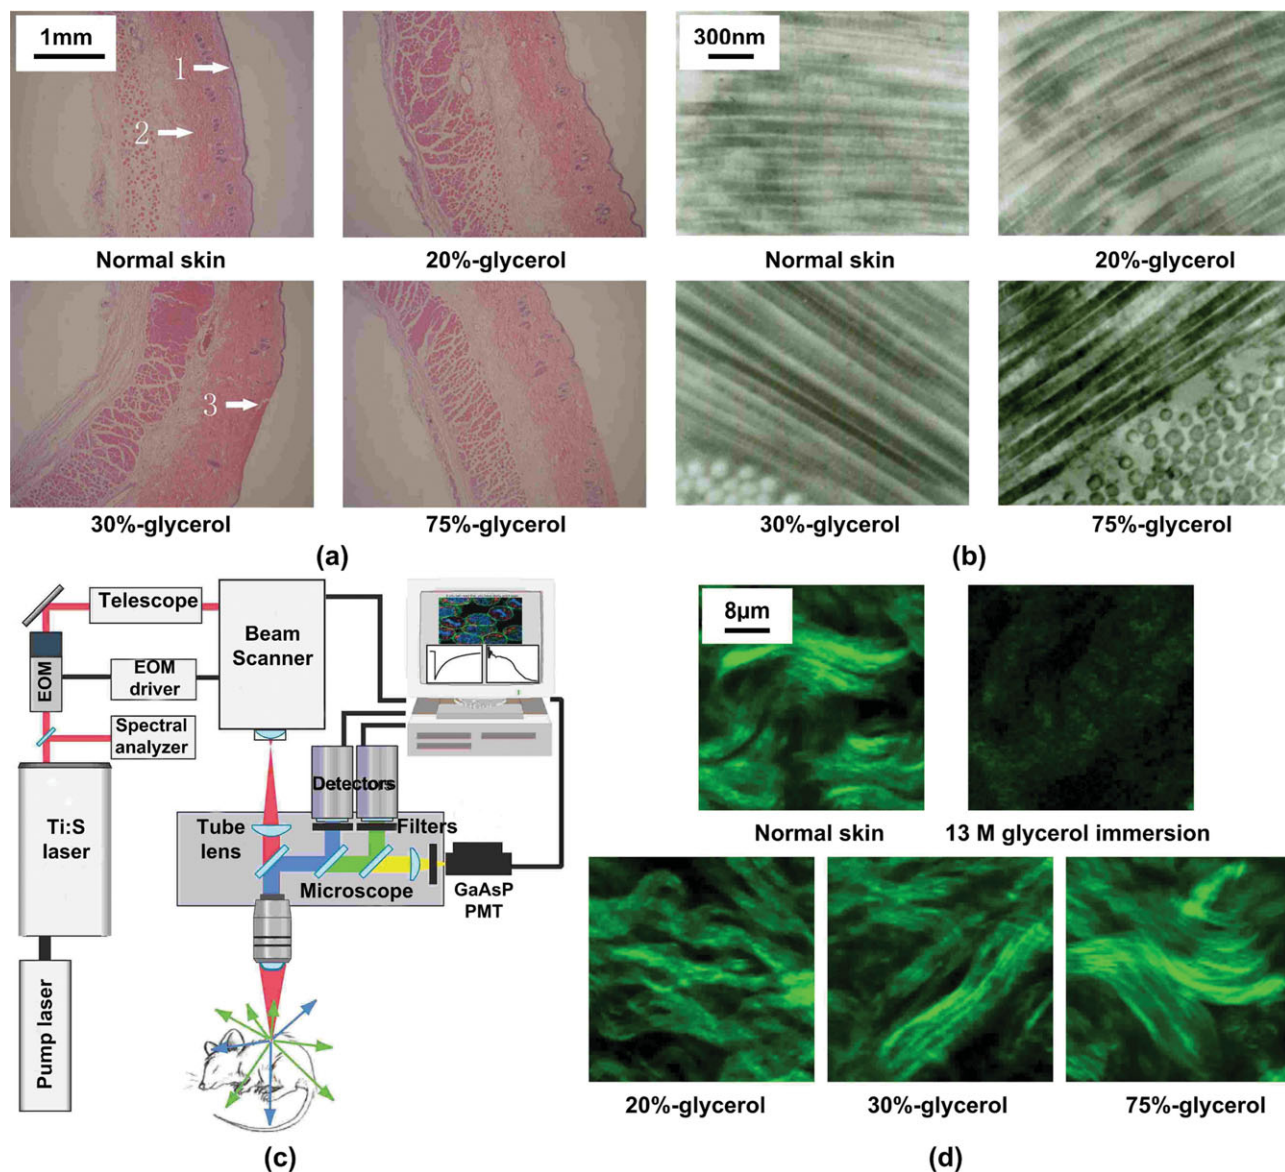 1mm
1
2
Normal skin
20%-glycerol
3
30%-glycerol
75%-glycerol
(a)
300nm
Normal skin
20%-glycerol
30%-glycerol
75%-glycerol
(b)
Telescope
Beam
Scanner
EOM
EOM
driver
Spectral
analyzer
Ti:S
laser
Pump laser
Detectors
Tube
lens
Filters
Microscope
GaAsP
PMT
(c)
8µm
Normal skin
13 M glycerol immersion
20%-glycerol
30%-glycerol
75%-glycerol
(d)